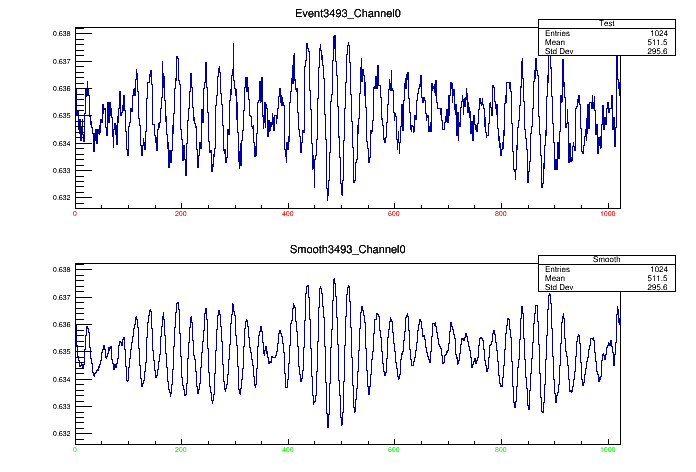 Event3493_Channel0
Test
Entries 1024
Mean 511.5
Std Dev 295.6
0.638
0.637
0.636
0.635
0.634
0.633
0.632
0 200 400 600 800 1000
Smooth3493_Channel0
Smooth
Entries 1024
Mean 511.5
Std Dev 295.6
0.638
0.637
0.636
0.635
0.634
0.633
0.632
0 200 400 600 800 1000